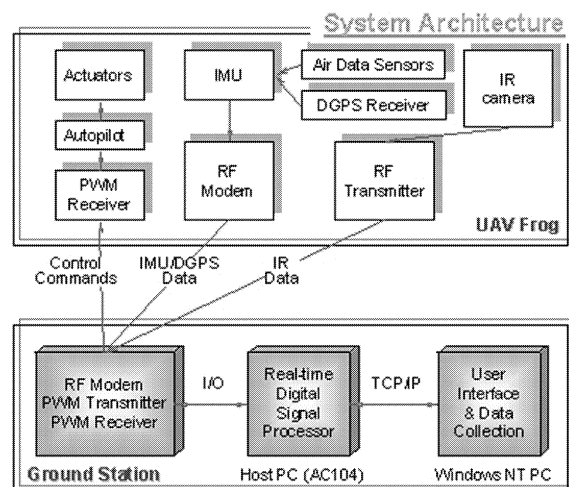 System Architecture
Actuators
IMU
Air Data Sensors
DGPS Receiver
IR
camera
Autopilot
PWM
Receiver
RF
Modem
RF
Transmitter
UAV Frog
Control
Commands
IMU/DGPS
Data
IR
Data
RF Modem
PWM Transmitter
PWM Receiver
I/O
Real-time
Digital
Signal
Processor
TCP/IP
User
Interface
& Data
Collection
Ground Station
Host PC (AC104)
Windows NT PC